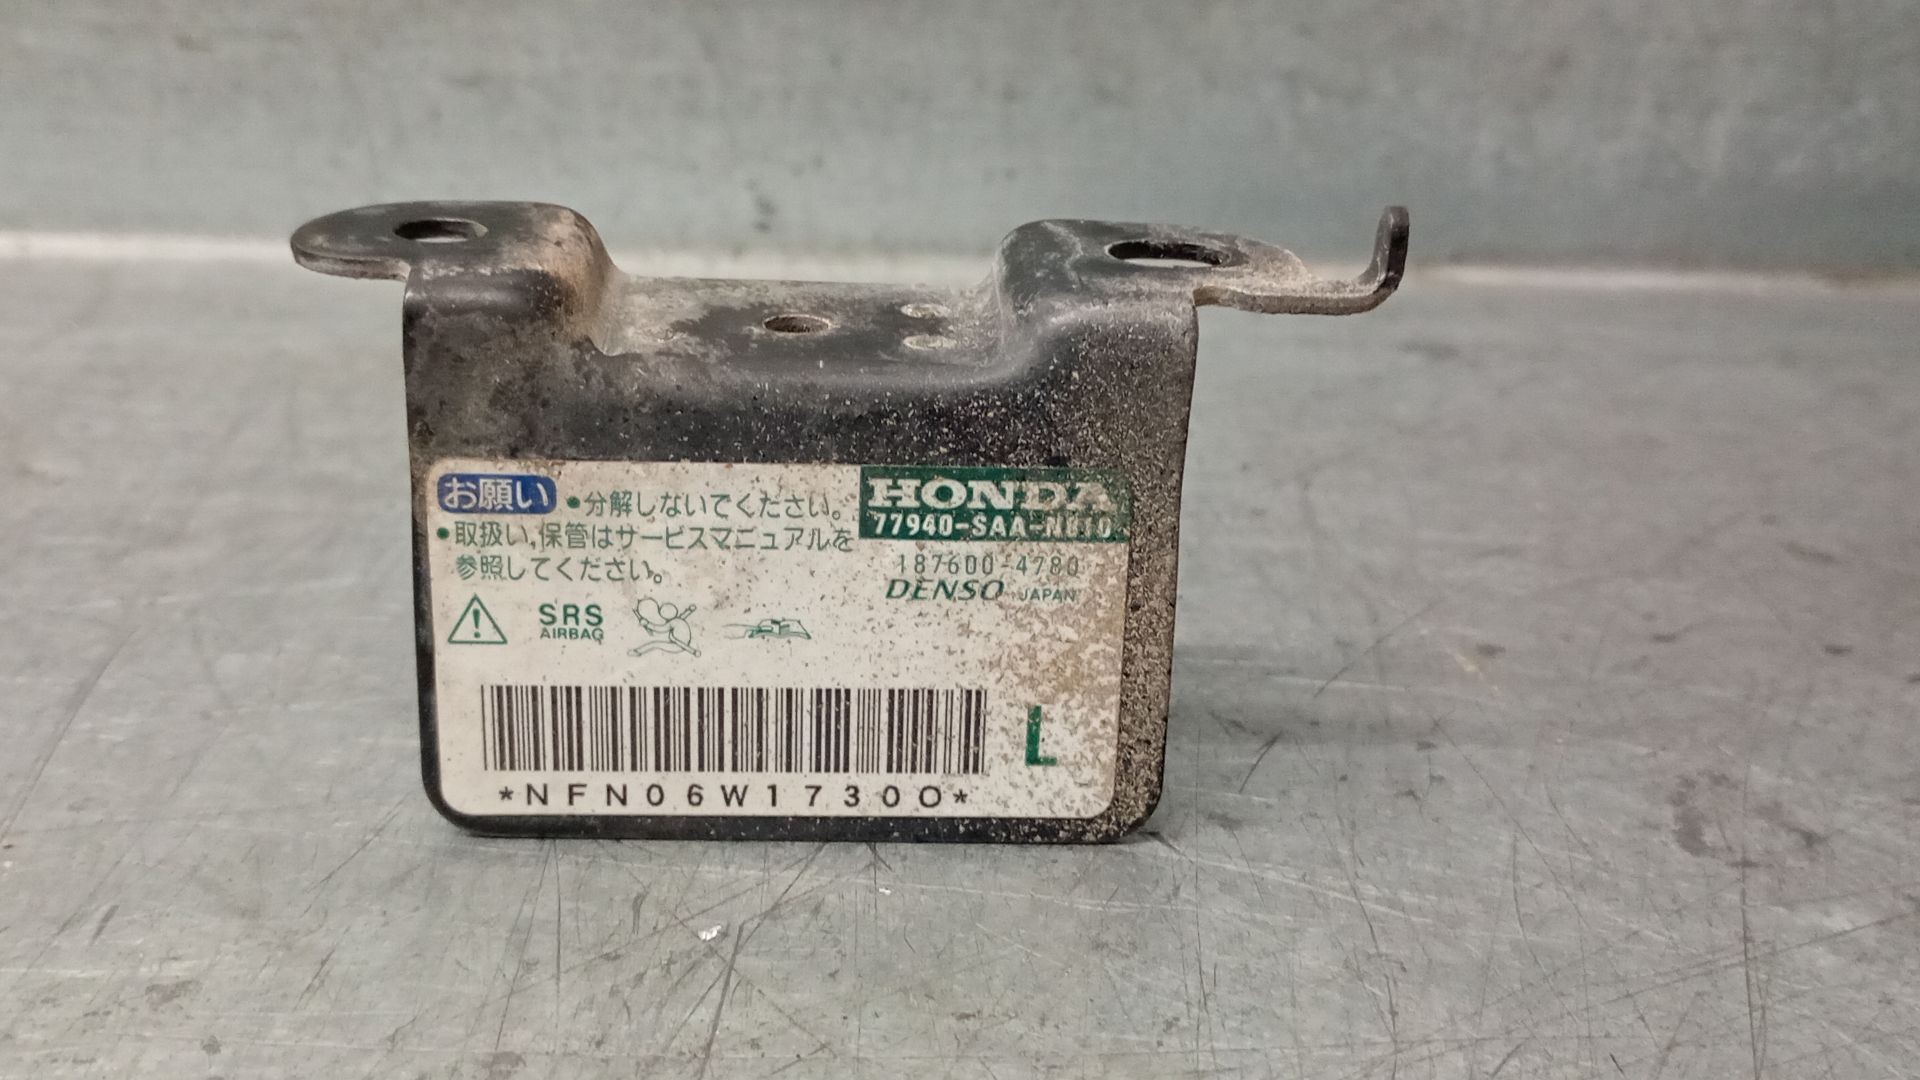 お願い
•分解しないでください。
•取扱い,保管はサービスマニュアルを
参照してください。
HONDA
187600-4780
DENSO JAPAN
SRS
AIRBAG
L
*NFN06W17300*